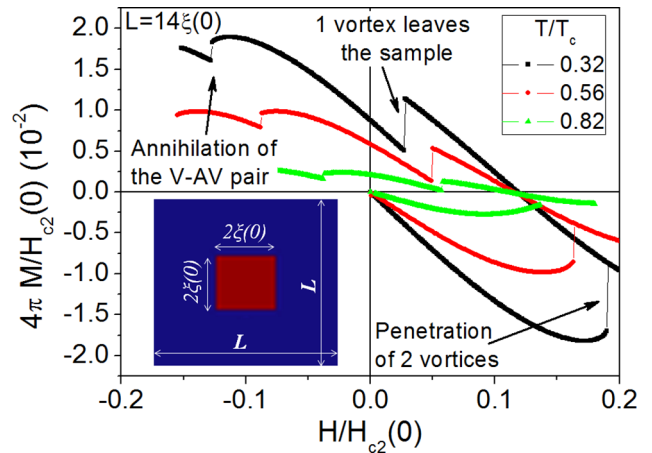 L=14ξ(0)
1 vortex leaves
the sample
T/Tc
0.32
0.56
0.82
2.0
1.5
1.0
0.5
0.0
-0.5
-1.0
-1.5
-2.0
4π M/Hc2(0) (10⁻²)
Annihilation of
the V-AV pair
2ξ(0)
2ξ(0)
L
L
Penetration
of 2 vortices
-0.2 -0.1 0.0 0.1 0.2
H/Hc2(0)